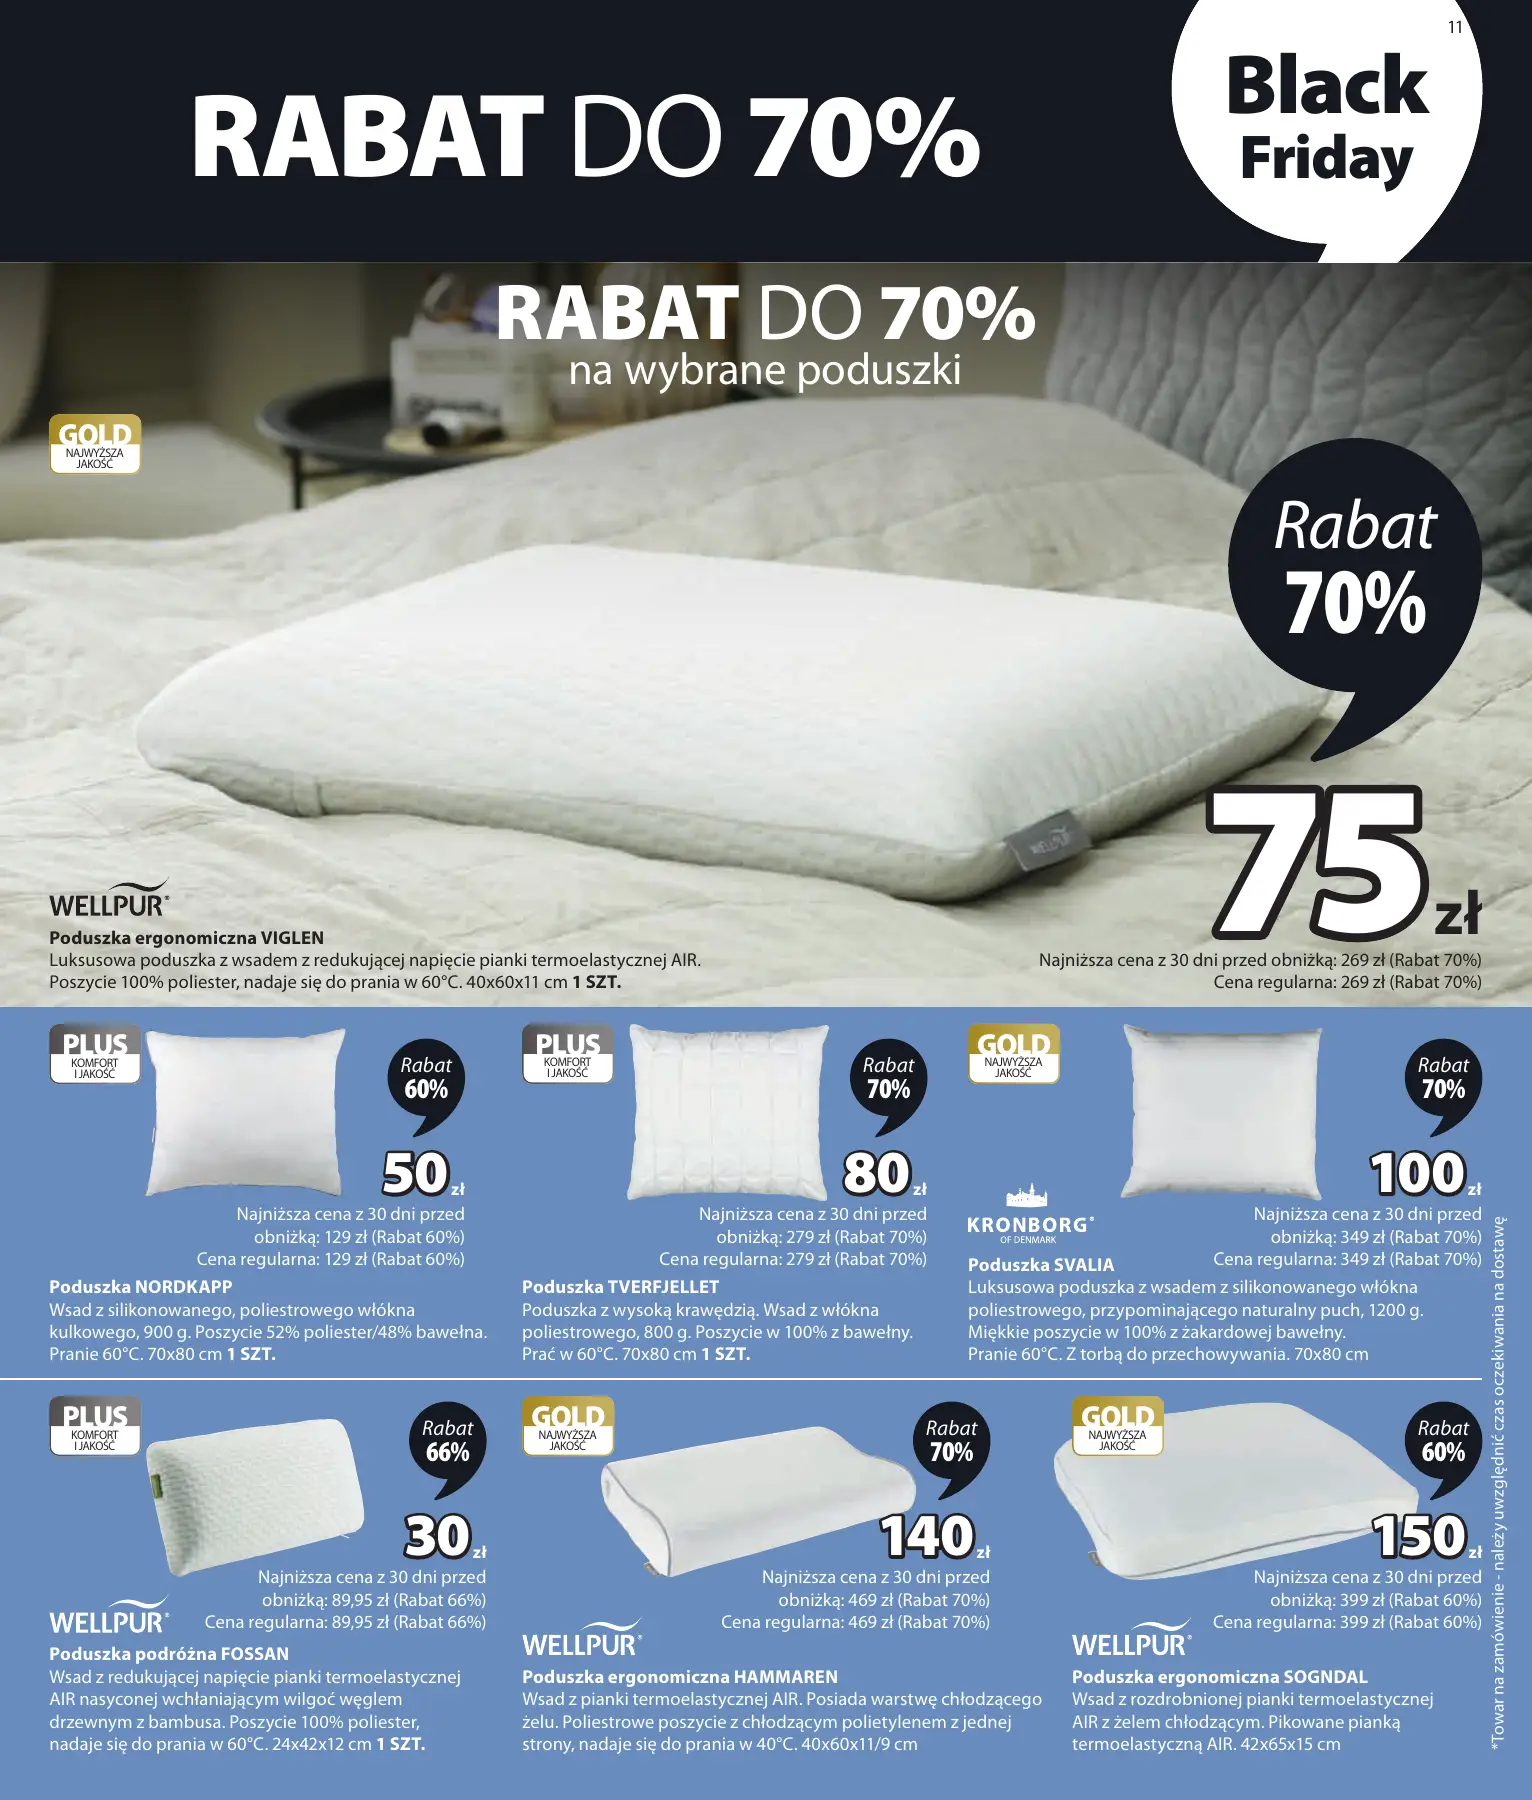 11
Black
Friday
RABAT DO 70%
RABAT DO 70%
na wybrane poduszki
GOLD
NAJWYŻSZA
JAKOŚĆ
Rabat
70%
75 zł
WELLPUR
WELLPUR®
Poduszka ergonomiczna VIGLEN
Luksusowa poduszka z wsadem z redukującej napięcie pianki termoelastycznej AIR.
Poszycie 100% poliester, nadaje się do prania w 60°C. 40x60x11 cm 1 SZT.
Najniższa cena z 30 dni przed obniżką: 269 zł (Rabat 70%)
Cena regularna: 269 zł (Rabat 70%)
PLUS
KOMFORT
I JAKOŚĆ
Rabat
60%
50 zł
Najniższa cena z 30 dni przed
obniżką: 129 zł (Rabat 60%)
Cena regularna: 129 zł (Rabat 60%)
Poduszka NORDKAPP
Wsad z silikonowanego, poliestrowego włókna
kulkowego, 900 g. Poszycie 52% poliester/48% bawełna.
Pranie 60°C. 70x80 cm 1 SZT.
PLUS
KOMFORT
I JAKOŚĆ
Rabat
70%
80 zł
Najniższa cena z 30 dni przed
obniżką: 279 zł (Rabat 70%)
Cena regularna: 279 zł (Rabat 70%)
Poduszka TVERFJELLET
Poduszka z wysoką krawędzią. Wsad z włókna
poliestrowego, 800 g. Poszycie w 100% z bawełny.
Prać w 60°C. 70x80 cm 1 SZT.
GOLD
NAJWYŻSZA
JAKOŚĆ
Rabat
70%
100 zł
KRONBORG®
OF DENMARK
Najniższa cena z 30 dni przed
obniżką: 349 zł (Rabat 70%)
Cena regularna: 349 zł (Rabat 70%)
Poduszka SVALIA
Luksusowa poduszka z wsadem z silikonowanego włókna
poliestrowego, przypominającego naturalny puch, 1200 g.
Miękkie poszycie w 100% z żakardowej bawełny.
Pranie 60°C. Z torbą do przechowywania. 70x80 cm
PLUS
KOMFORT
I JAKOŚĆ
Rabat
66%
30 zł
Najniższa cena z 30 dni przed
obniżką: 89,95 zł (Rabat 66%)
Cena regularna: 89,95 zł (Rabat 66%)
WELLPUR®
Poduszka podróżna FOSSAN
Wsad z redukującej napięcie pianki termoelastycznej
AIR nasyconej wchłaniającym wilgoć węglem
drzewnym z bambusa. Poszycie 100% poliester,
nadaje się do prania w 60°C. 24x42x12 cm 1 SZT.
GOLD
NAJWYŻSZA
JAKOŚĆ
Rabat
70%
140 zł
Najniższa cena z 30 dni przed
obniżką: 469 zł (Rabat 70%)
Cena regularna: 469 zł (Rabat 70%)
WELLPUR®
Poduszka ergonomiczna HAMMAREN
Wsad z pianki termoelastycznej AIR. Posiada warstwę chłodzącego
żelu. Poliestrowe poszycie z chłodzącym polietylenem z jednej
strony, nadaje się do prania w 40°C. 40x60x11/9 cm
GOLD
NAJWYŻSZA
JAKOŚĆ
Rabat
60%
150 zł
Najniższa cena z 30 dni przed
obniżką: 399 zł (Rabat 60%)
Cena regularna: 399 zł (Rabat 60%)
WELLPUR®
Poduszka ergonomiczna SOGNDAL
Wsad z rozdrobnionej pianki termoelastycznej
AIR z żelem chłodzącym. Pikowane pianką
termoelastyczną AIR. 42x65x15 cm
*Towar na zamówienie - należy uwzględnić czas oczekiwania na dostawę